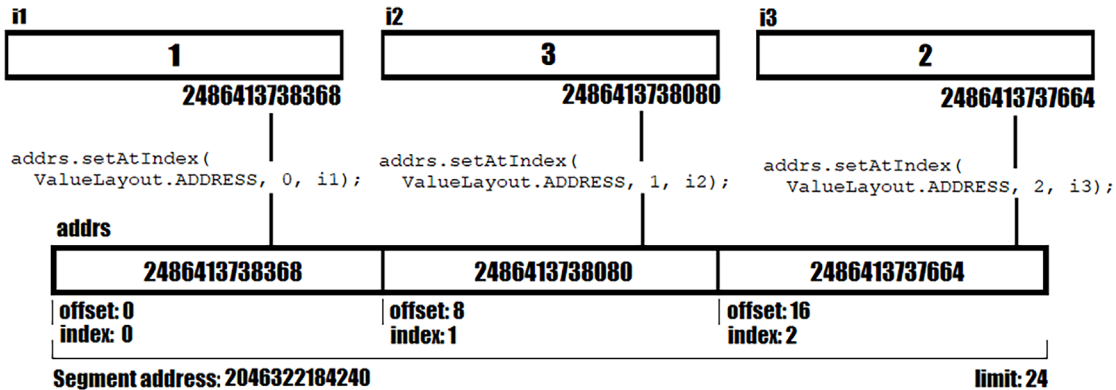 i1
1
2486413738368
i2
3
2486413738080
i3
2
2486413737664
addrs.setAtIndex(
ValueLayout.ADDRESS, 0, i1);
addrs.setAtIndex(
ValueLayout.ADDRESS, 1, i2);
addrs.setAtIndex(
ValueLayout.ADDRESS, 2, i3);
addrs
2486413738368 2486413738080 2486413737664
offset: 0 offset: 8 offset: 16
index: 0 index: 1 index: 2
Segment address: 2046322184240 limit: 24